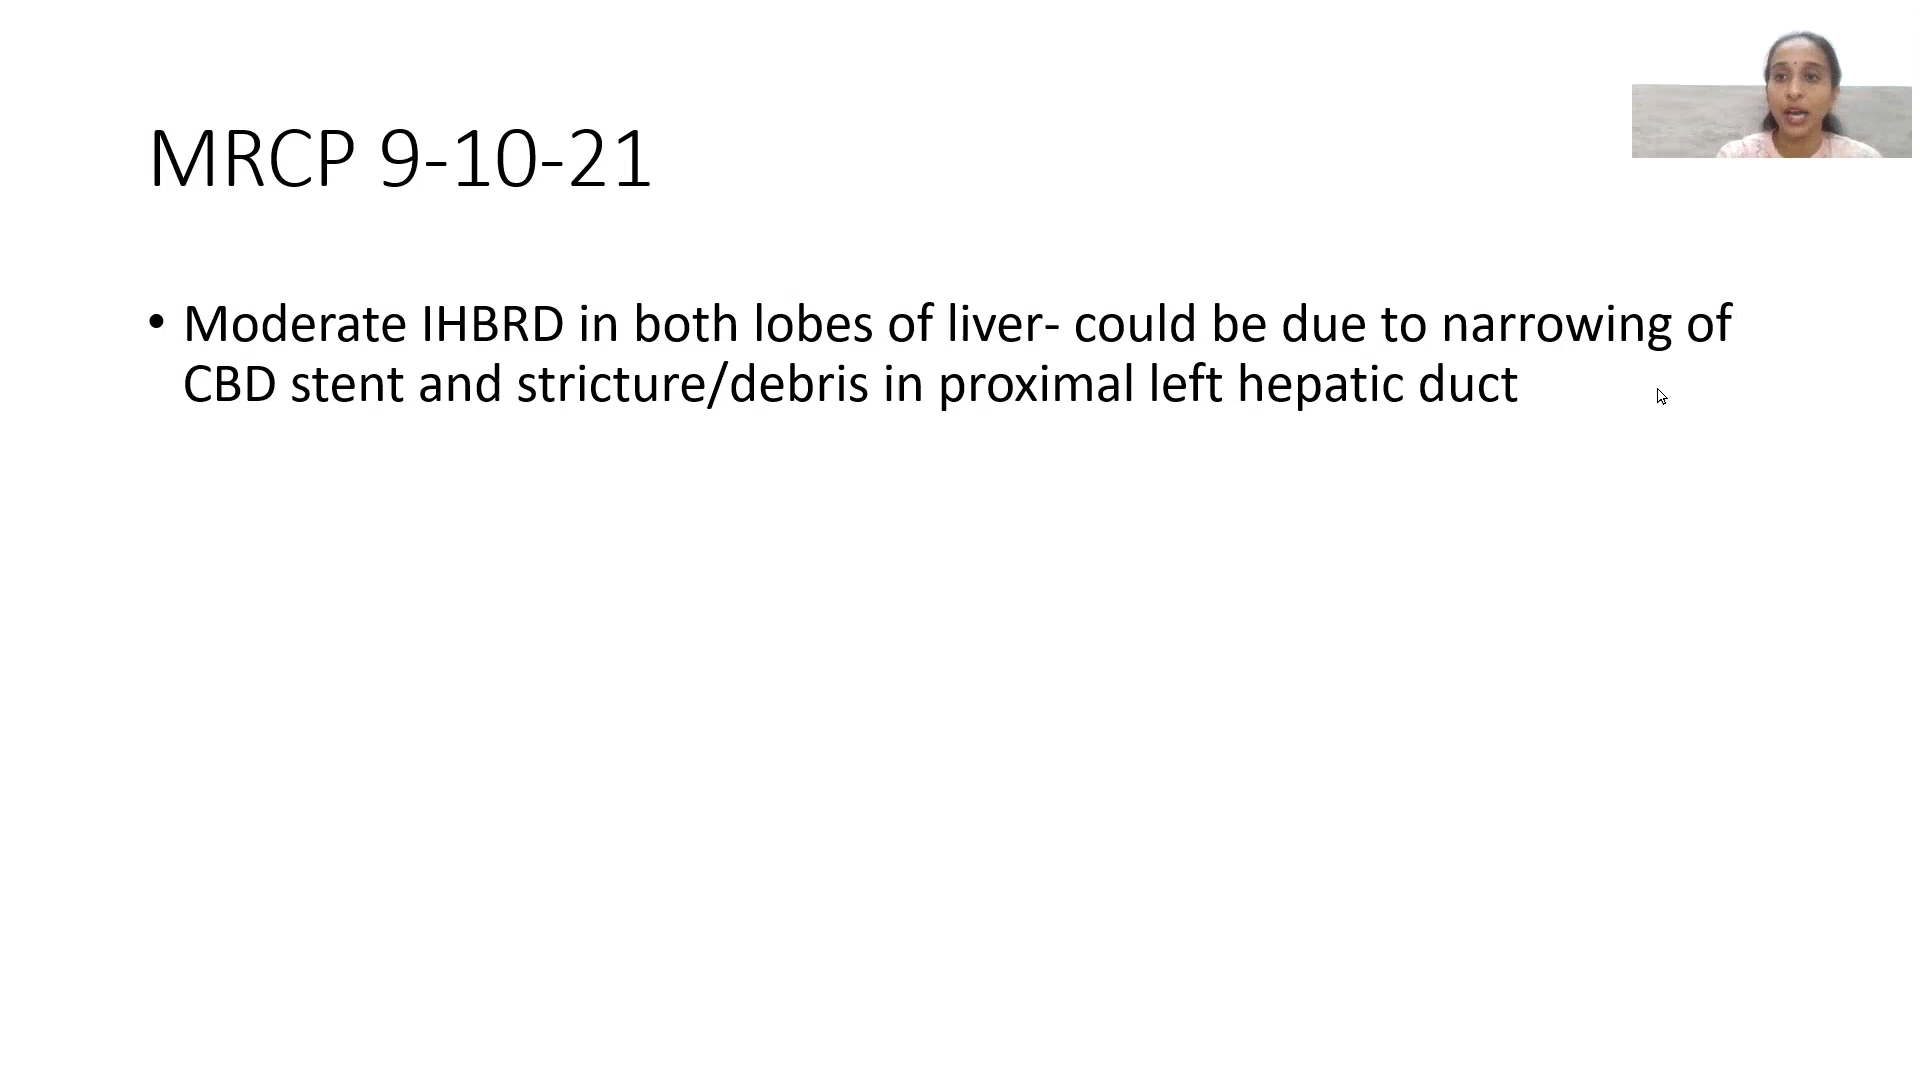 MRCP 9-10-21
• Moderate IHBRD in both lobes of liver- could be due to narrowing of
CBD stent and stricture/debris in proximal left hepatic duct